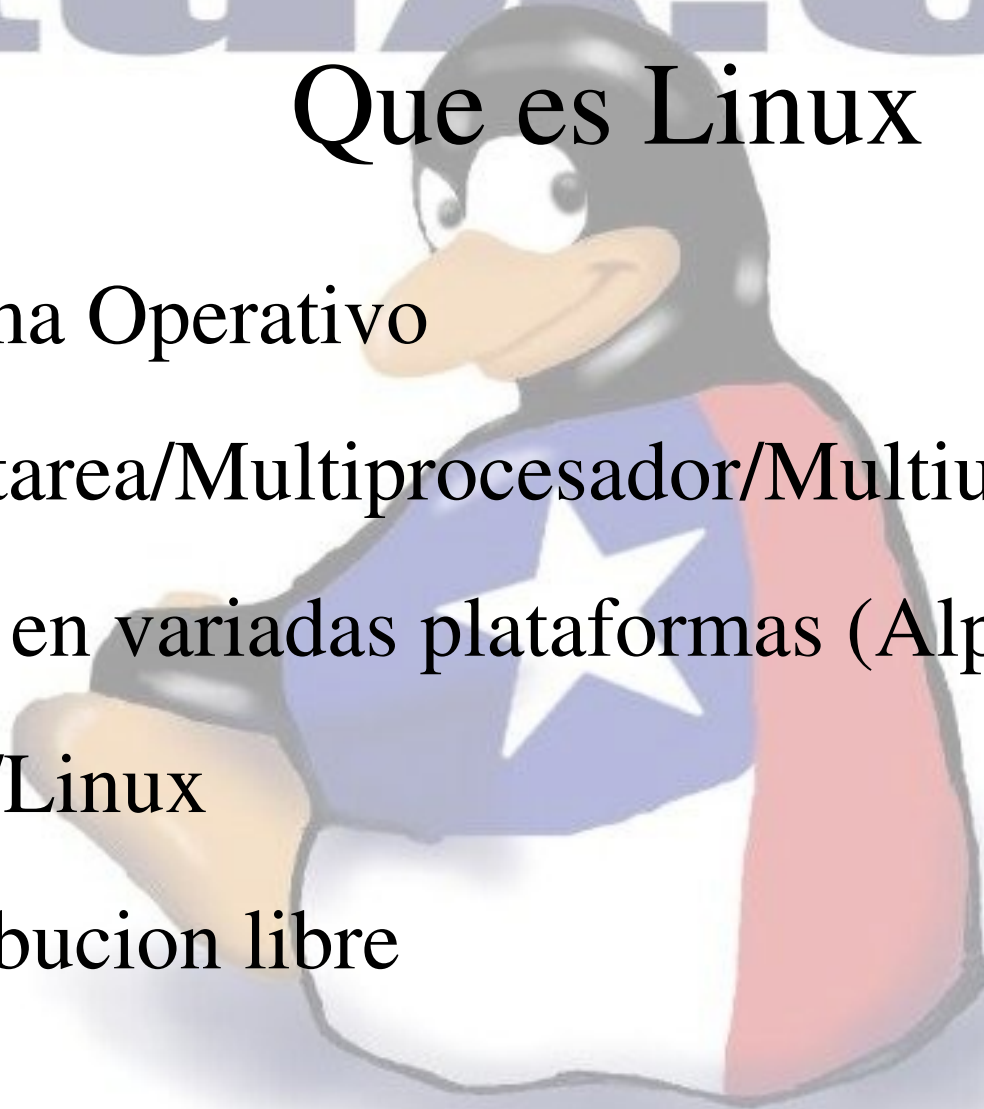 Que es Linux
na Operativo
tarea/Multiprocesador/Multiu
en variadas plataformas (Alp
/Linux
bucion libre